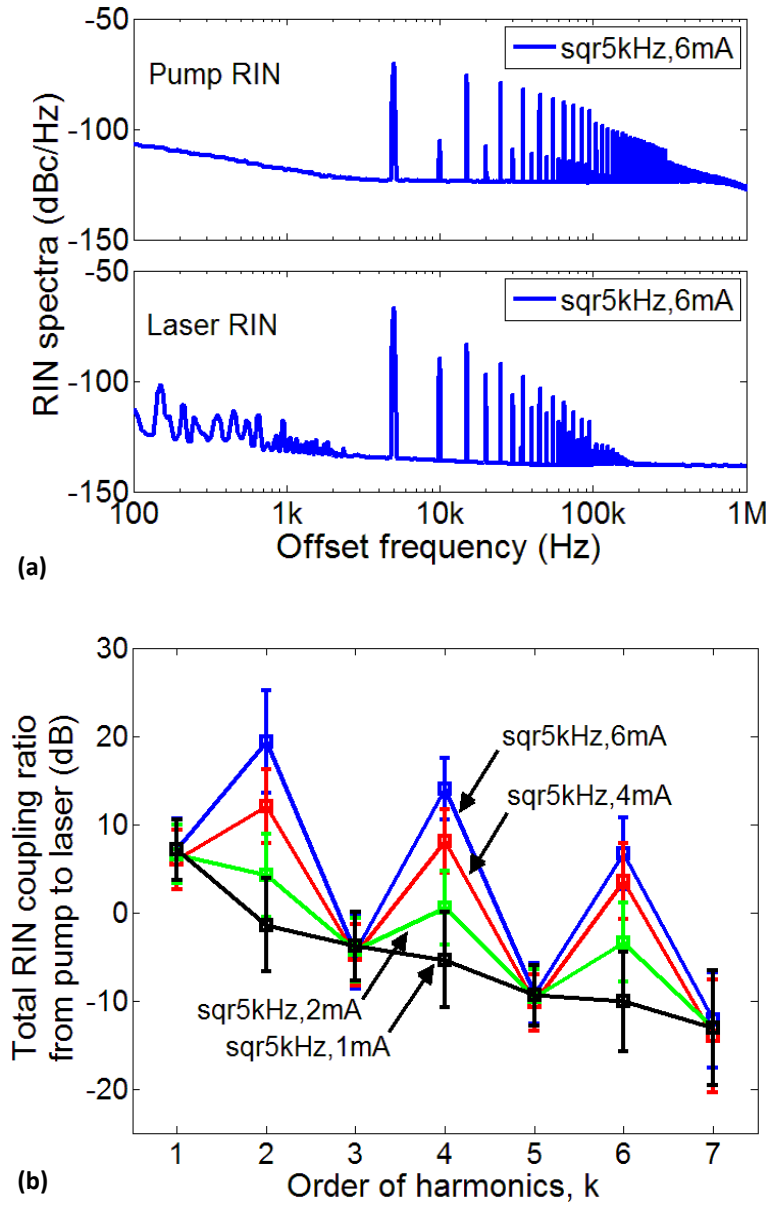 -50
sqr5kHz,6mA
Pump RIN
-100
-150
-50
sqr5kHz,6mA
Laser RIN
-100
-150
RIN spectra (dBc/Hz)
100 1k 10k 100k 1M
Offset frequency (Hz)
(a)
30
20
10
0
-10
-20
Total RIN coupling ratio
from pump to laser (dB)
sqr5kHz,6mA
sqr5kHz,4mA
sqr5kHz,2mA
sqr5kHz,1mA
1 2 3 4 5 6 7
Order of harmonics, k
(b)